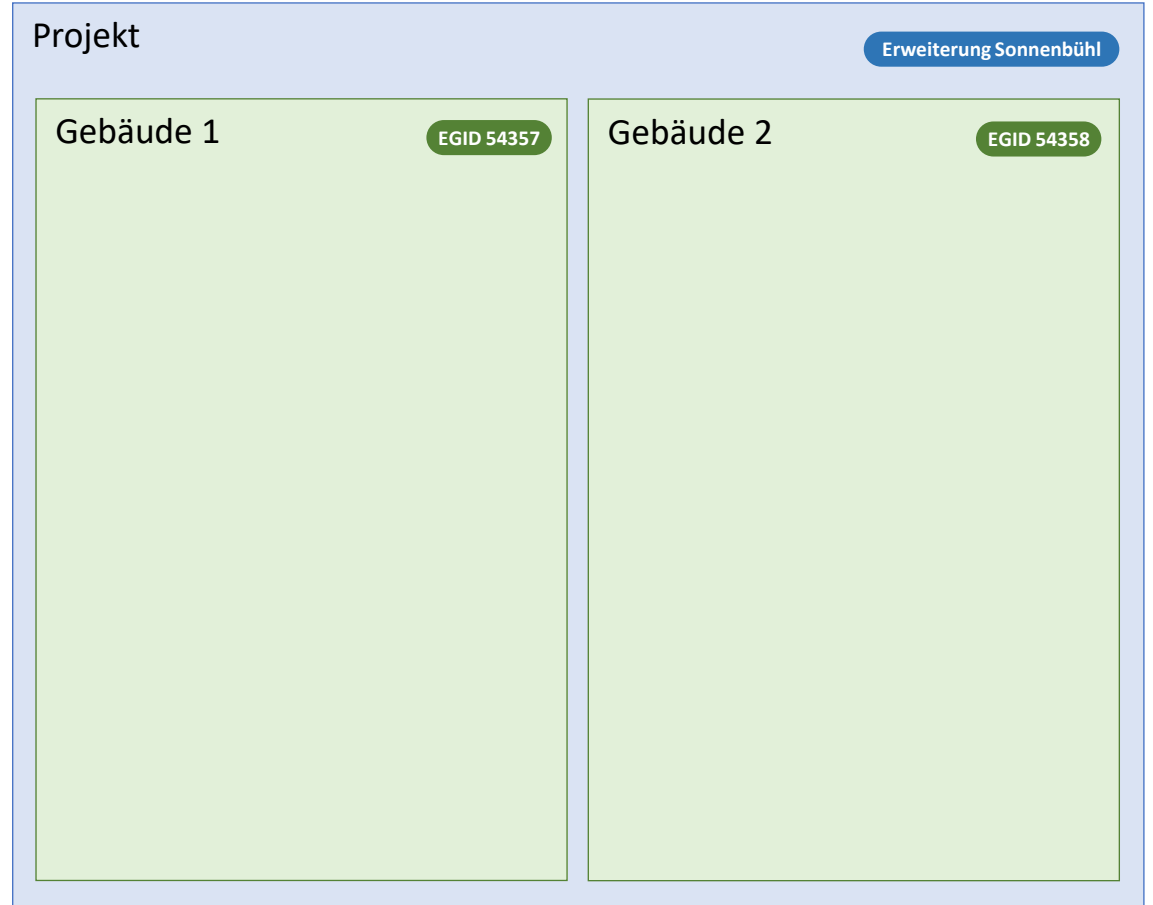 Projekt
Erweiterung Sonnenbühl
Gebäude 1
EGID 54357
Gebäude 2
EGID 54358